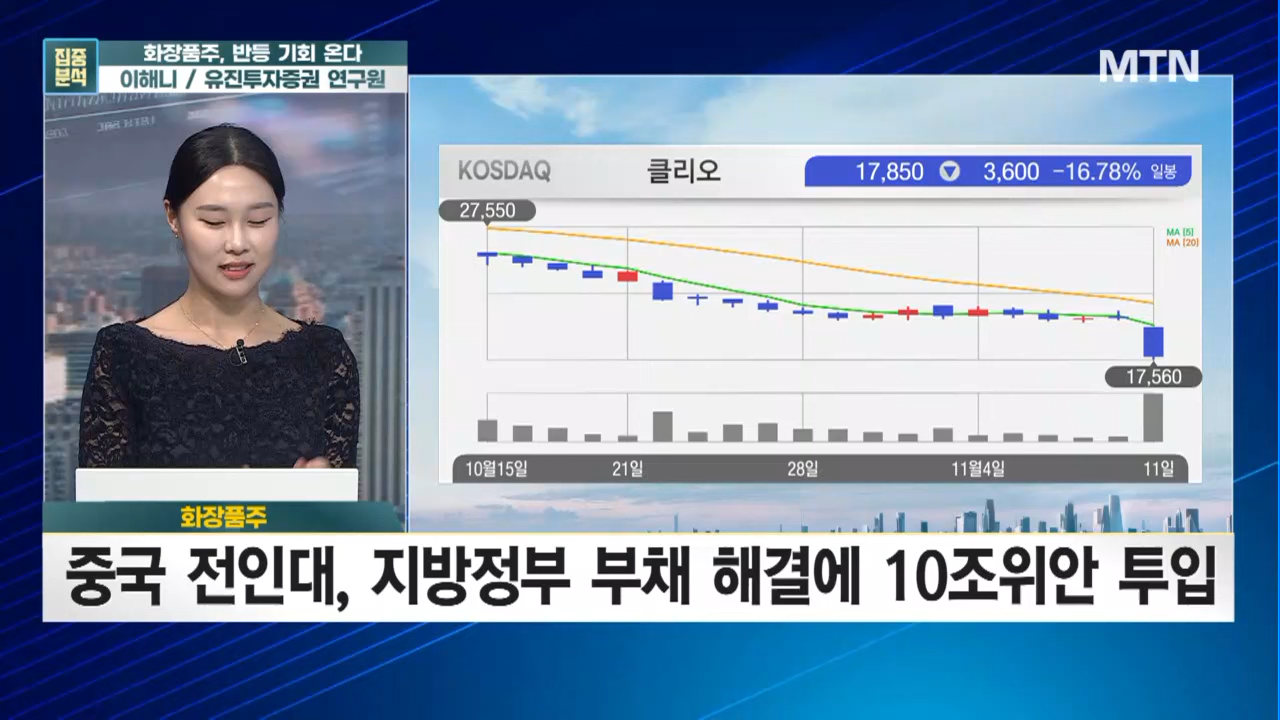 집중
분석
화장품주, 반등 기회 온다
이해니 / 유진투자증권 연구원
MTN
KOSDAQ 클리오 17,850 ▼ 3,600 -16.78% 일봉
27,550
MA [5]
MA [20]
17,560
10월15일 21일 28일 11월4일 11일
화장품주
중국 전인대, 지방정부 부채 해결에 10조위안 투입